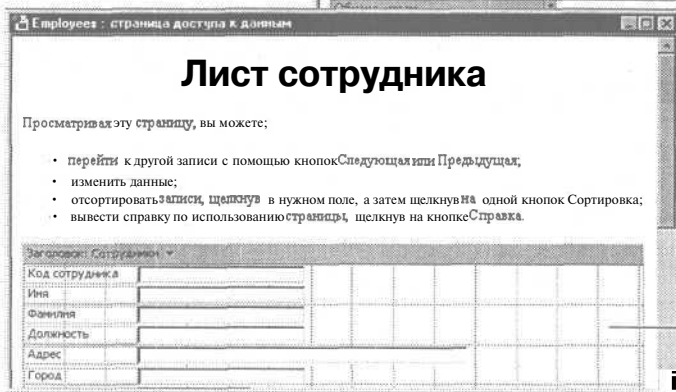 Employees : страница доступа к данным
Лист сотрудника
Просматривая эту страницу, вы можете;
• перейти к другой записи с помощью кнопок Следующая или Предыдущая;
• изменить данные;
• отсортировать записи, щелкнув в нужном поле, а затем щелкнув на одной кнопок Сортировка;
• вывести справку по использованию страницы, щелкнув на кнопке Справка.
Заголовок: Сотрудники
Код сотрудника
Имя
Фамилия
Должность
Адрес
Город